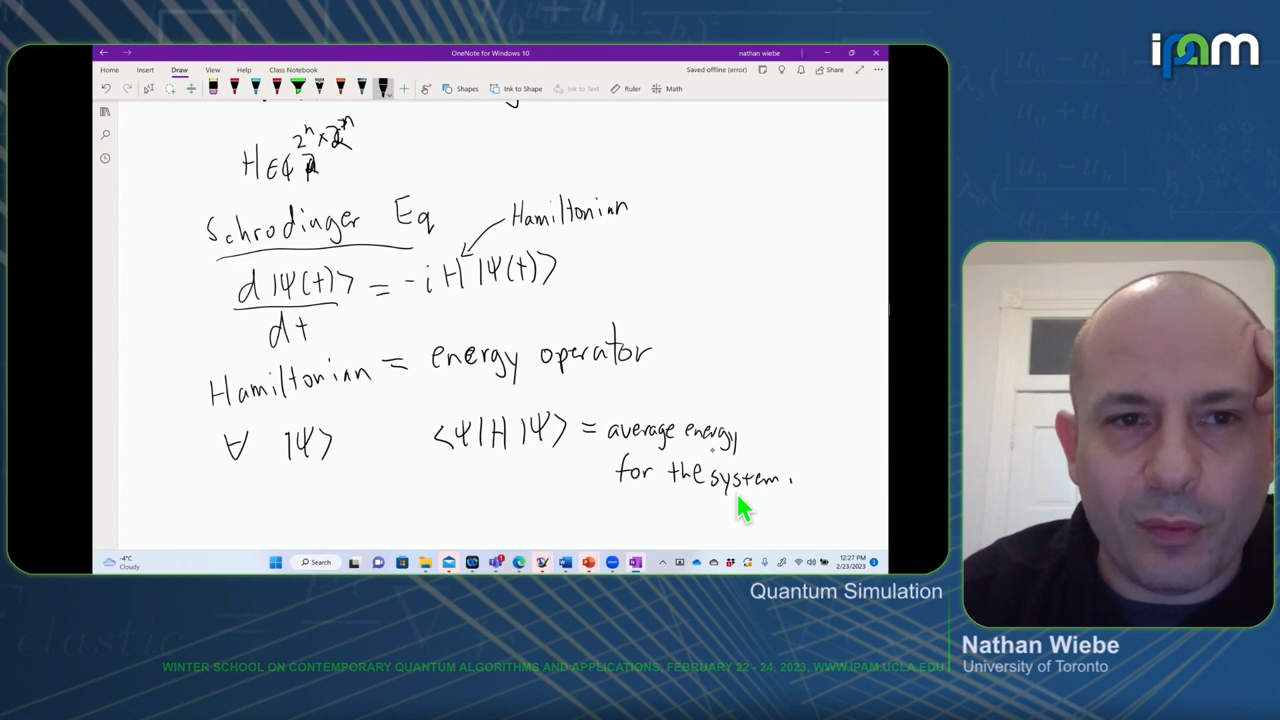 ipam
OneNote for Windows 10
nathan wiebe
Home Insert Draw View Help Class Notebook
Saved offline (error)
Share
Shapes
Ink to Shape
Ink to Text
Ruler
Math
H ∈ ℂ 2^n × 2^n
Schrodinger Eq
Hamiltonian
d |Ψ(t)⟩ = -i H |Ψ(t)⟩
dt
Hamiltonian = energy operator
∀ |Ψ⟩ ⟨Ψ|H|Ψ⟩ = average energy
for the system.
-4°C
Cloudy
Search
12:27 PM
2/23/2023
Quantum Simulation
Nathan Wiebe
University of Toronto
WINTER SCHOOL ON CONTEMPORARY QUANTUM ALGORITHMS AND APPLICATIONS, FEBRUARY 22 - 24, 2023, WWW.IPAM.UCLA.EDU